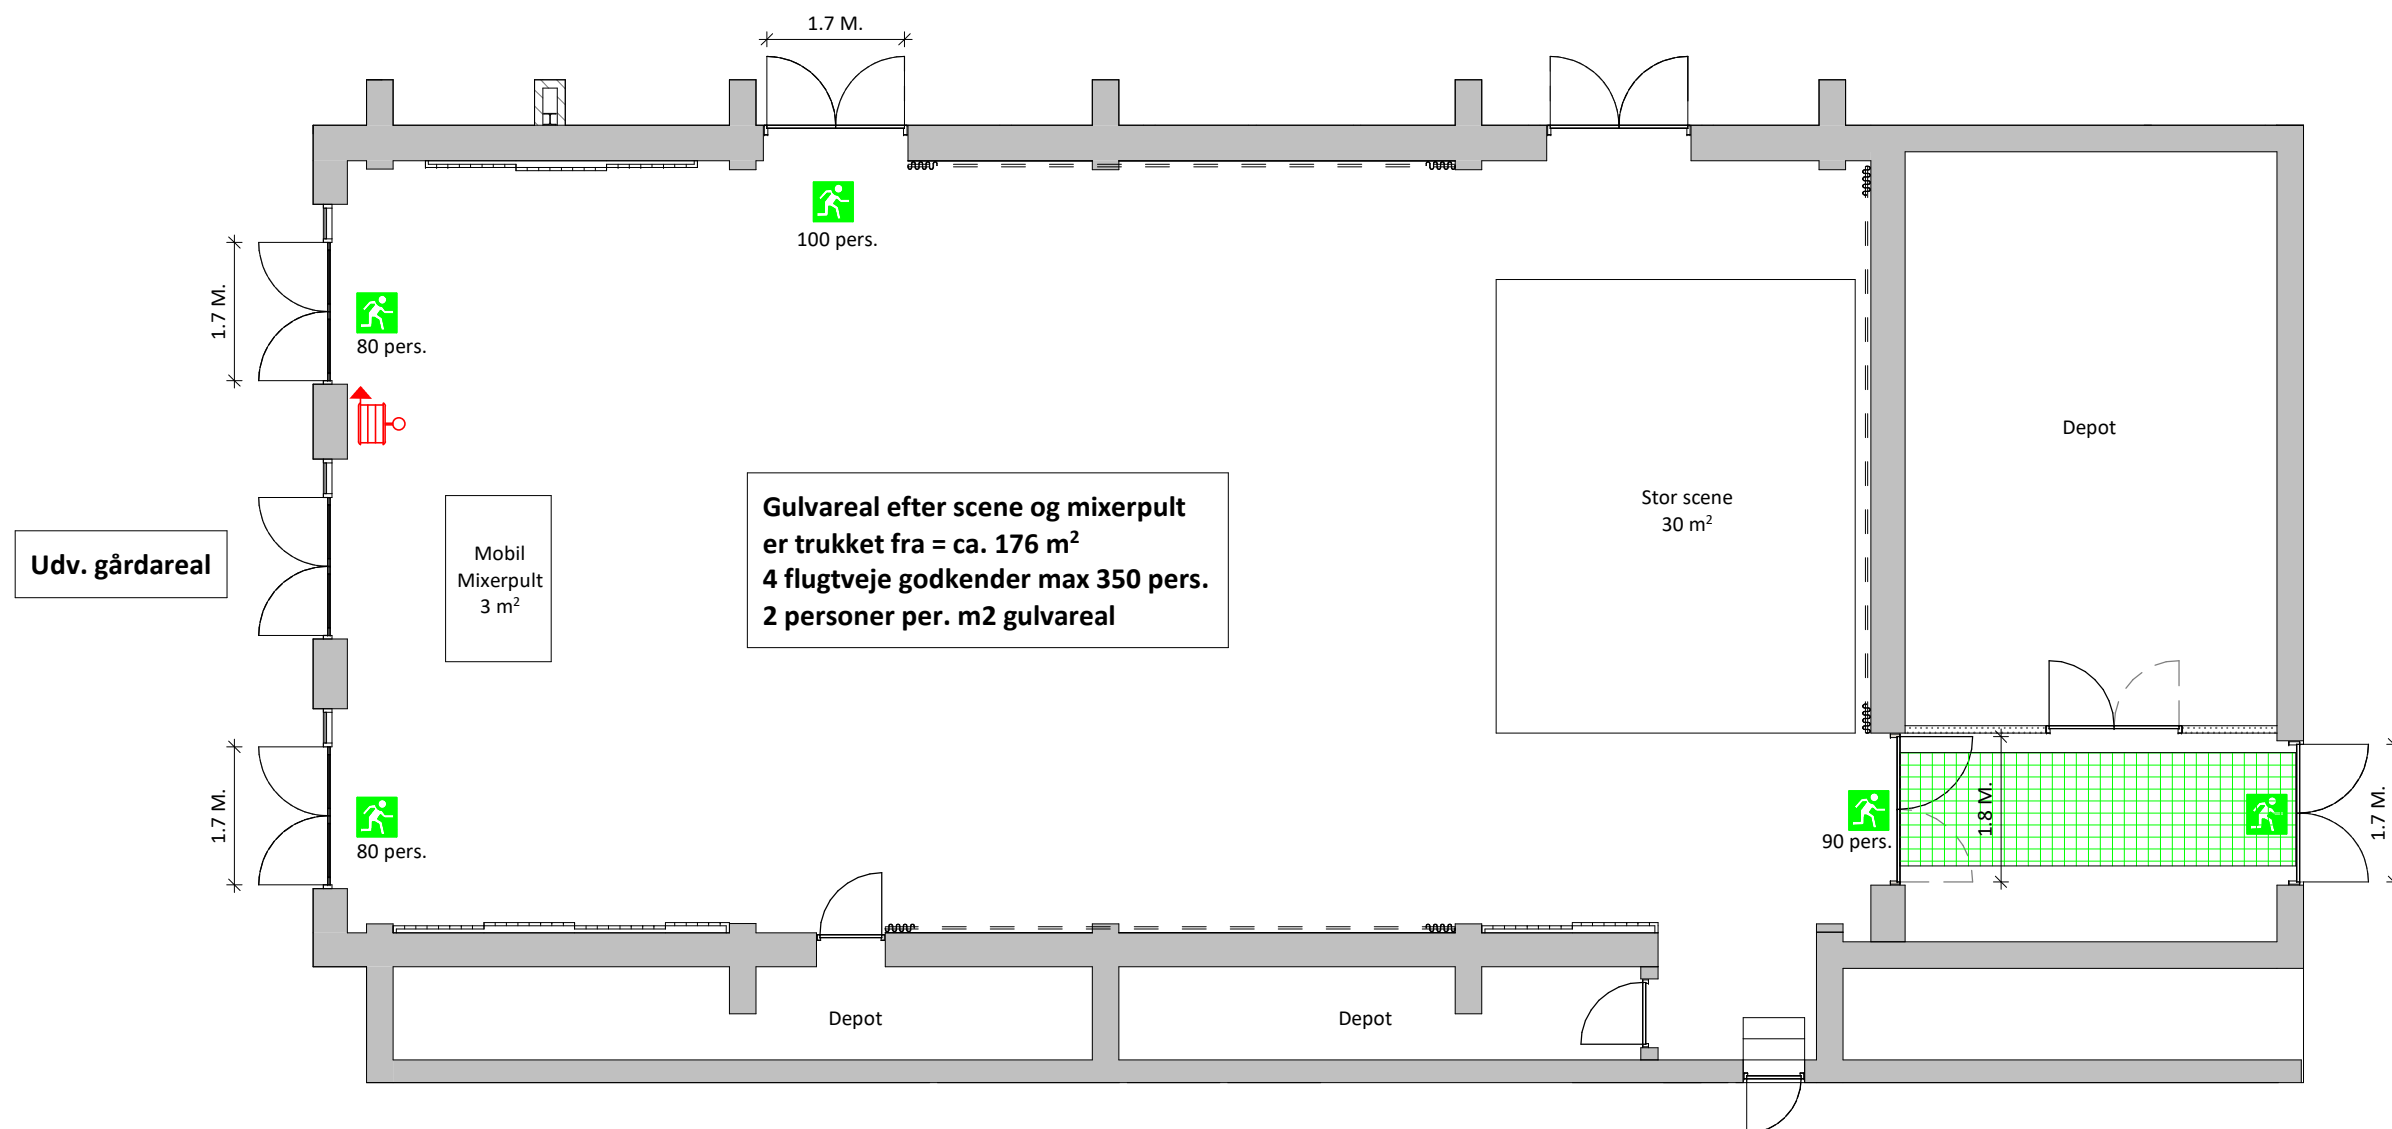 1.7 M.
100 pers.
1.7 M.
80 pers.
Depot
Gulvareal efter scene og mixerpult
er trukket fra = ca. 176 m²
4 flugtveje godkender max 350 pers.
2 personer per. m2 gulvareal
Stor scene
30 m²
Udv. gårdareal
Mobil
Mixerpult
3 m²
1.7 M.
80 pers.
90 pers.
1.8 M.
1.7 M.
Depot
Depot